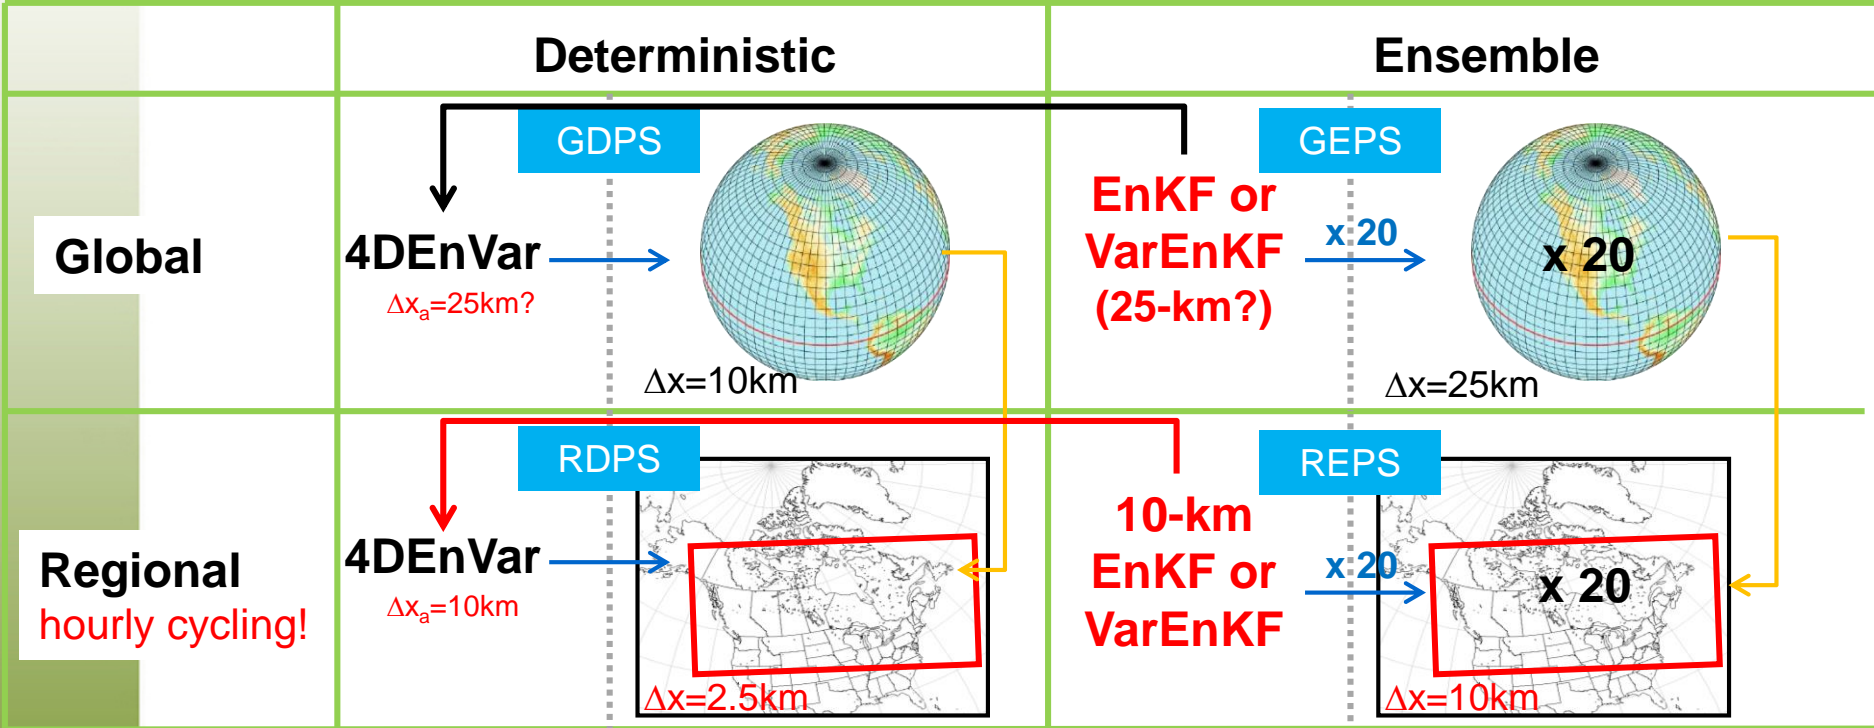 Deterministic
Ensemble
Global
GDPS
4DEnVar
Δxa=25km?
Δx=10km
GEPS
EnKF or
VarEnKF
(25-km?)
x 20
x 20
Δx=25km
Regional
hourly cycling!
RDPS
4DEnVar
Δxa=10km
Δx=2.5km
REPS
10-km
EnKF or
VarEnKF
x 20
x 20
Δx=10km